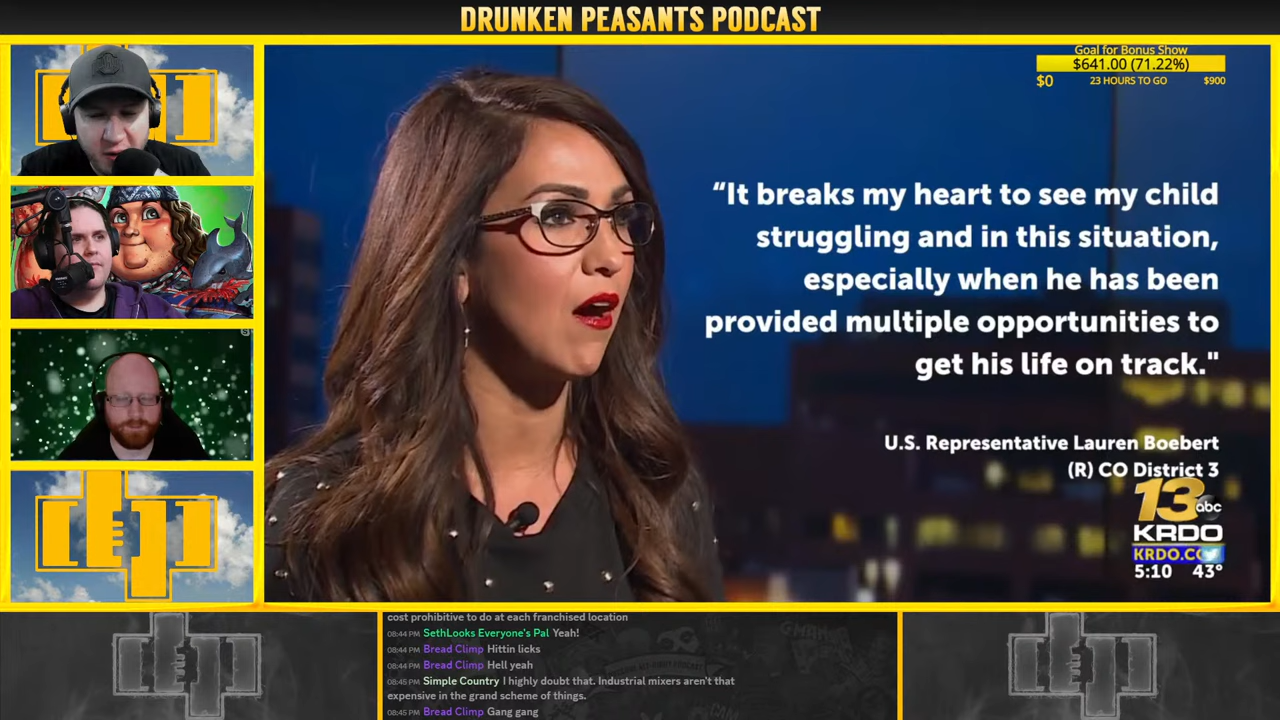 DRUNKEN PEASANTS PODCAST
Goal for Bonus Show
$641.00 (71.22%)
$0 23 HOURS TO GO $900
“It breaks my heart to see my child
struggling and in this situation,
especially when he has been
provided multiple opportunities to
get his life on track."
U.S. Representative Lauren Boebert
(R) CO District 3
13 abc
KRDO
5:10 43°
cost prohibitive to do at each franchised location
08:44 PM SethLooks Everyone's Pal Yeah!
08:44 PM Bread Climp Hittin licks
08:44 PM Bread Climp Hell yeah
08:45 PM Simple Country I highly doubt that. Industrial mixers aren't that
expensive in the grand scheme of things.
08:45 PM Bread Climp Gang gang